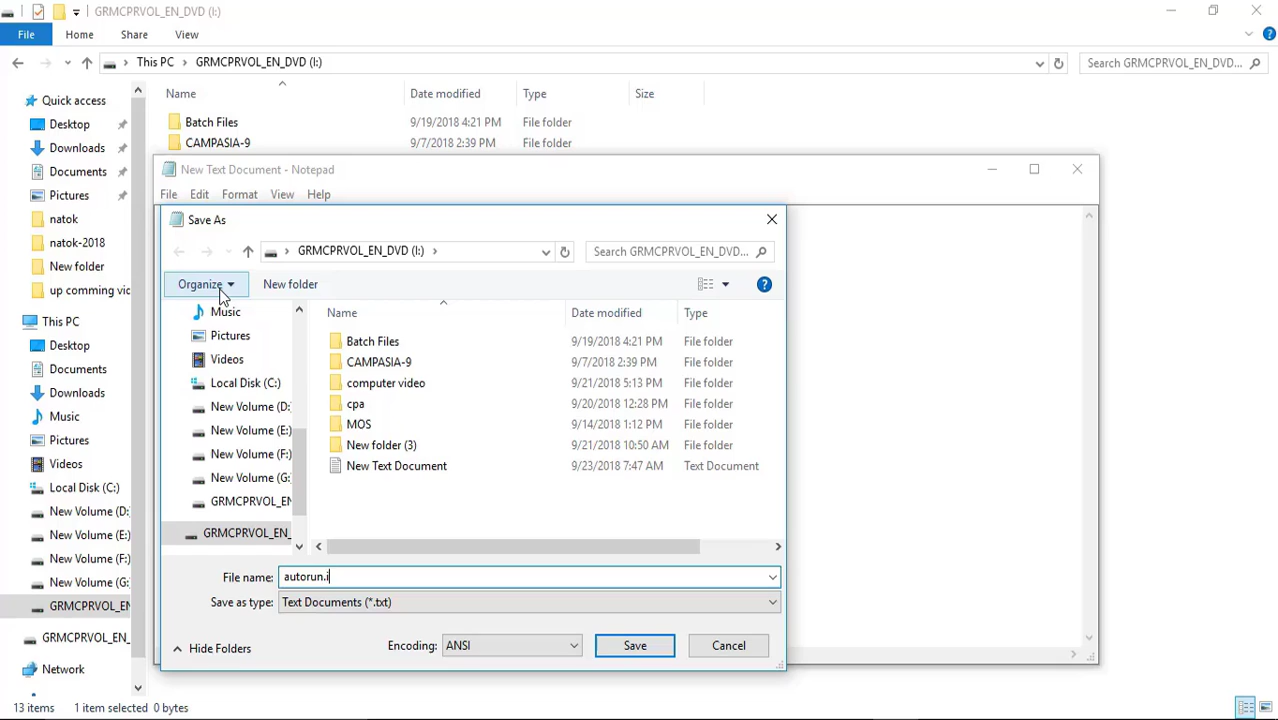 GRMCPRVOL_EN_DVD (I:)
File Home Share View
This PC GRMCPRVOL_EN_DVD (I:) Search GRMCPRVOL_EN_DVD...
Name Date modified Type Size
Quick access
Desktop
Downloads
Documents
Pictures
natok
natok-2018
New folder
up comming vic
This PC
Desktop
Documents
Downloads
Music
Pictures
Videos
Local Disk (C:)
New Volume (D:
New Volume (E:)
New Volume (F:)
New Volume (G:
GRMCPRVOL_EN
GRMCPRVOL_EN_
Network
Batch Files 9/19/2018 4:21 PM File folder
CAMPASIA-9 9/7/2018 2:39 PM File folder
New Text Document - Notepad
File Edit Format View Help
Save As
GRMCPRVOL_EN_DVD (I:) Search GRMCPRVOL_EN_DVD...
Organize New folder
Music
Pictures
Videos
Local Disk (C:)
New Volume (D:
New Volume (E:)
New Volume (F:)
New Volume (G:
GRMCPRVOL_EN
GRMCPRVOL_EN_
Name Date modified Type
Batch Files 9/19/2018 4:21 PM File folder
CAMPASIA-9 9/7/2018 2:39 PM File folder
computer video 9/21/2018 5:13 PM File folder
cpa 9/20/2018 12:28 PM File folder
MOS 9/14/2018 1:12 PM File folder
New folder (3) 9/21/2018 10:50 AM File folder
New Text Document 9/23/2018 7:47 AM Text Document
File name: autorun.i
Save as type: Text Documents (*.txt)
Hide Folders Encoding: ANSI Save Cancel
13 items 1 item selected 0 bytes